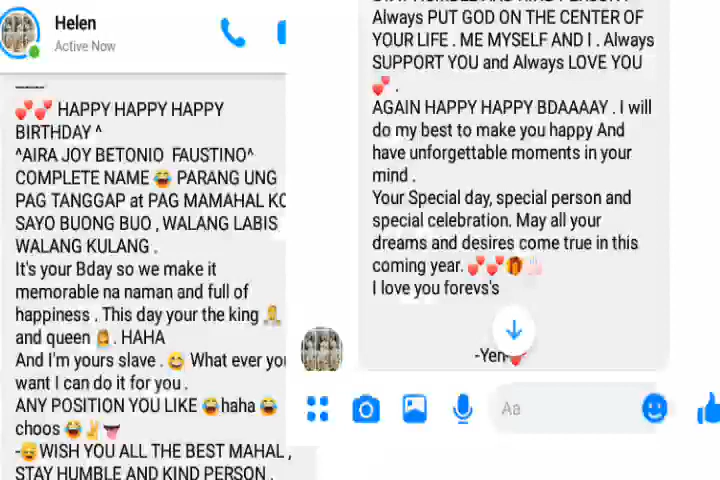 Helen
Active Now
💕💕 HAPPY HAPPY HAPPY
BIRTHDAY ^
^AIRA JOY BETONIO FAUSTINO^
COMPLETE NAME 😂 PARANG UNG
PAG TANGGAP at PAG MAMAHAL KO
SAYO BUONG BUO , WALANG LABIS
WALANG KULANG .
It's your Bday so we make it
memorable na naman and full of
happiness . This day your the king 🤴
and queen 👸. HAHA
And I'm yours slave . 😄 What ever you
want I can do it for you .
ANY POSITION YOU LIKE 😂haha 😂
choos 😂✌👅
-😅WISH YOU ALL THE BEST MAHAL ,
STAY HUMBLE AND KIND PERSON .
Always PUT GOD ON THE CENTER OF
YOUR LIFE . ME MYSELF AND I . Always
SUPPORT YOU and Always LOVE YOU
💕 .
AGAIN HAPPY HAPPY BDAAAAY . I will
do my best to make you happy And
have unforgettable moments in your
mind .
Your Special day, special person and
special celebration. May all your
dreams and desires come true in this
coming year. 💕💕🎁🎂
I love you forevs's
-Yen❤
Aa